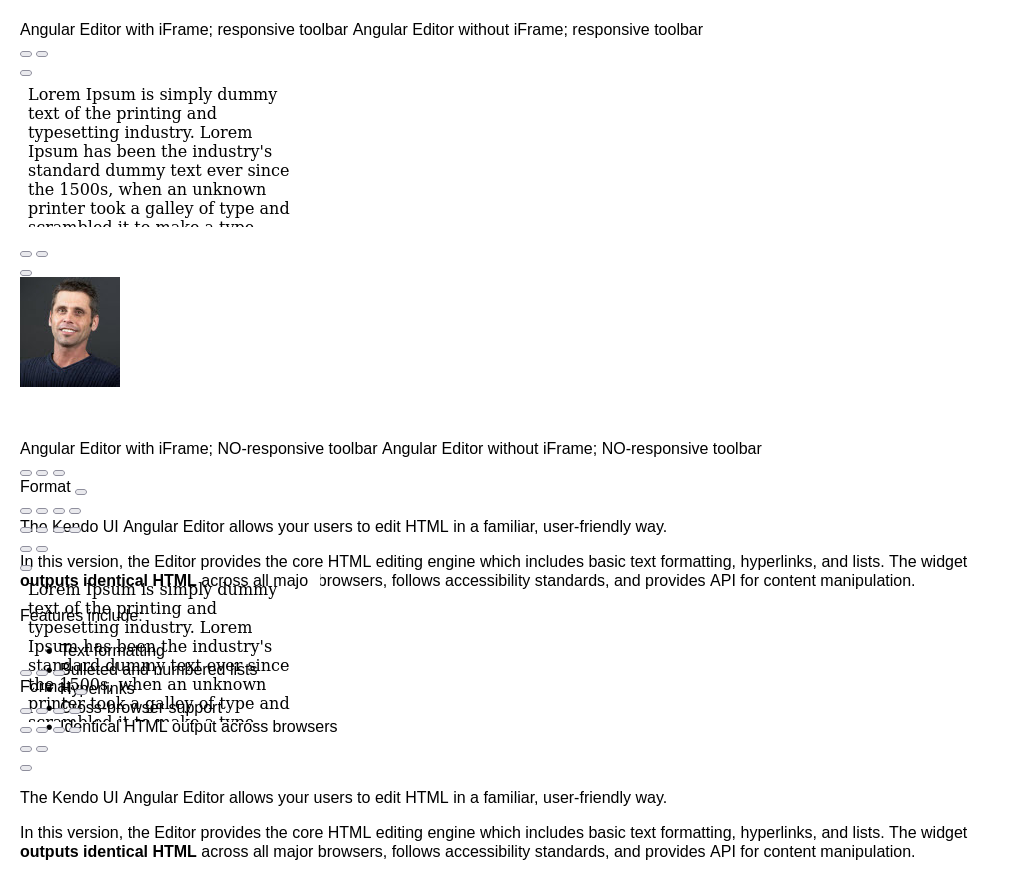 Angular Editor with iFrame; responsive toolbar Angular Editor without iFrame; responsive toolbar
Lorem Ipsum is simply dummy
text of the printing and
typesetting industry. Lorem
Ipsum has been the industry's
standard dummy text ever since
the 1500s, when an unknown
printer took a galley of type and
scrambled it to make a type
Angular Editor with iFrame; NO-responsive toolbar Angular Editor without iFrame; NO-responsive toolbar
Format
The Kendo UI Angular Editor allows your users to edit HTML in a familiar, user-friendly way.
In this version, the Editor provides the core HTML editing engine which includes basic text formatting, hyperlinks, and lists. The widget
outputs identical HTML across all majo browsers, follows accessibility standards, and provides API for content manipulation.
Lorem Ipsum is simply dummy
text of the printing and
Features include:
typesetting industry. Lorem
Ipsum has been the industry's
Text formatting
standard dummy text ever since
Bulleted and numbered lists
the 1500s, when an unknown
Format
Hyperlinks
printer took a galley of type and
Cross-browser support
scrambled it to make a type
Identical HTML output across browsers
The Kendo UI Angular Editor allows your users to edit HTML in a familiar, user-friendly way.
In this version, the Editor provides the core HTML editing engine which includes basic text formatting, hyperlinks, and lists. The widget
outputs identical HTML across all major browsers, follows accessibility standards, and provides API for content manipulation.